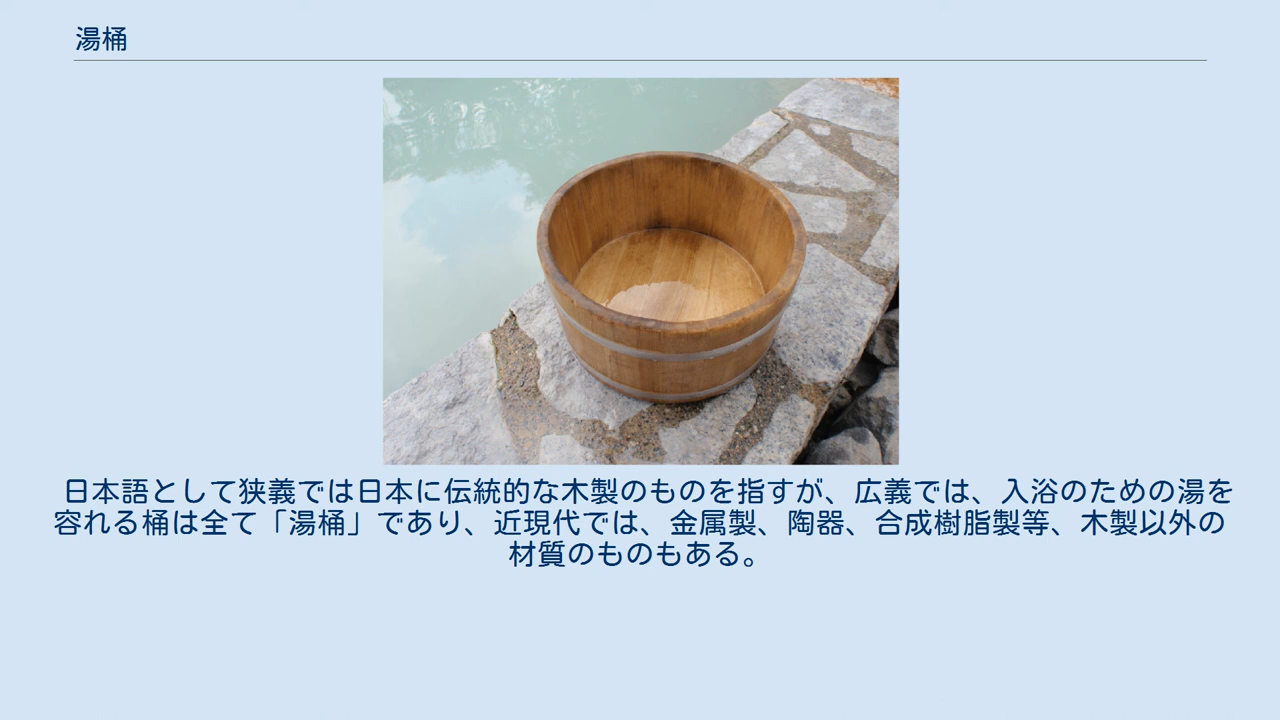 湯桶
日本語として狭義では日本に伝統的な木製のものを指すが、広義では、入浴のための湯を
容れる桶は全て「湯桶」であり、近現代では、金属製、陶器、合成樹脂製等、木製以外の
材質のものもある。